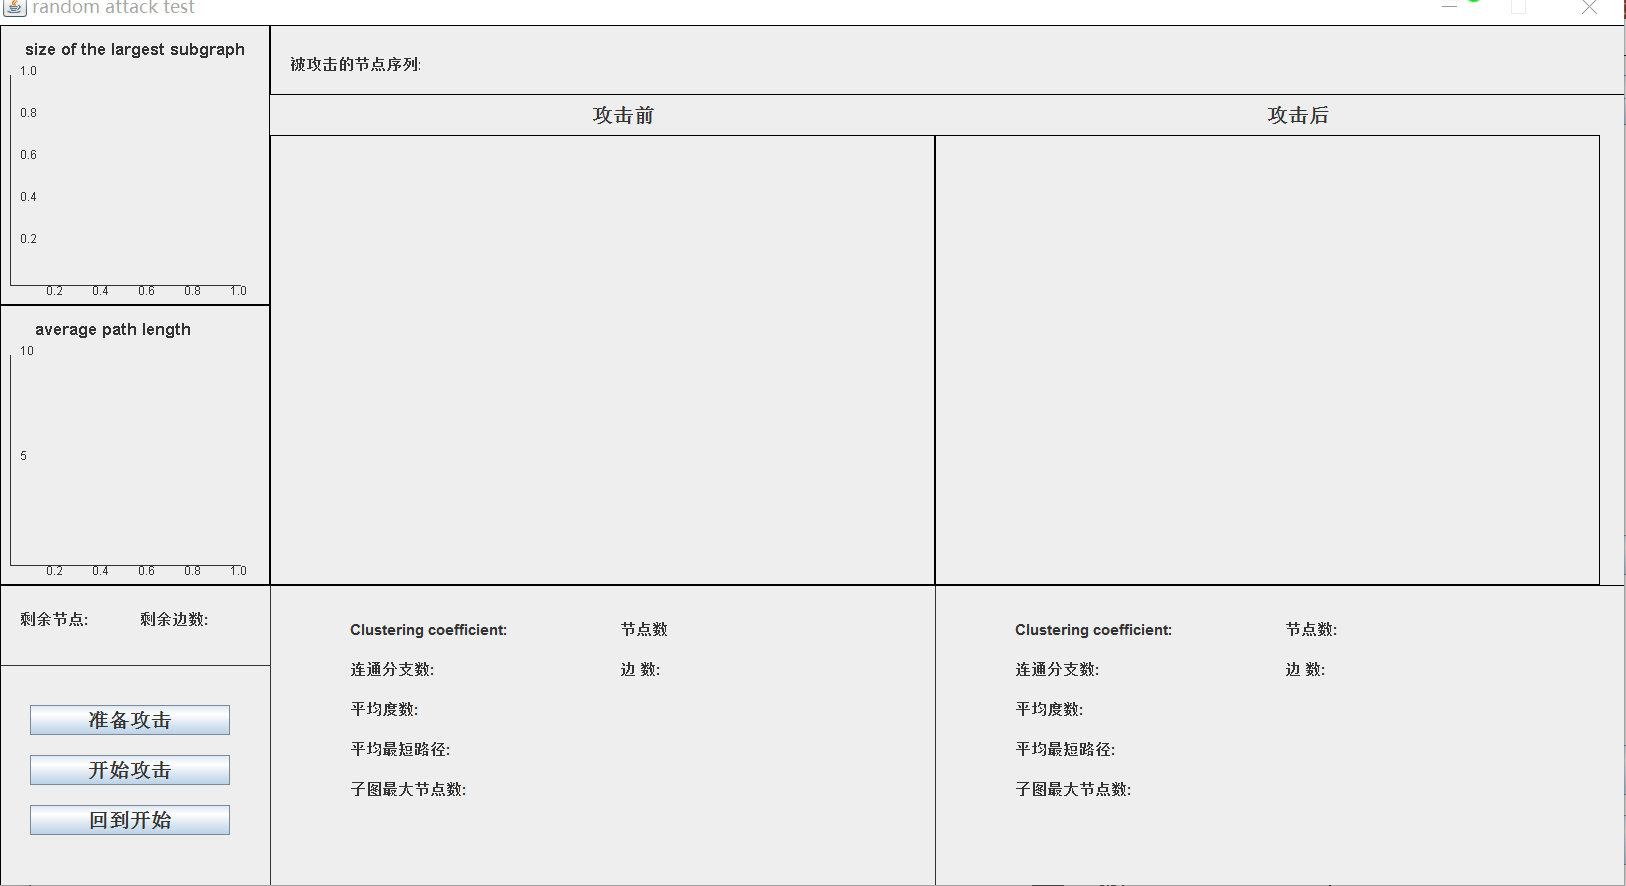 random attack test
size of the largest subgraph
1.0
0.8
0.6
0.4
0.2
0.2 0.4 0.6 0.8 1.0
average path length
10
5
0.2 0.4 0.6 0.8 1.0
被攻击的节点序列:
攻击前 攻击后
剩余节点: 剩余边数:
准备攻击
开始攻击
回到开始
Clustering coefficient: 节点数
连通分支数: 边 数:
平均度数:
平均最短路径:
子图最大节点数:
Clustering coefficient: 节点数:
连通分支数: 边 数:
平均度数:
平均最短路径:
子图最大节点数: